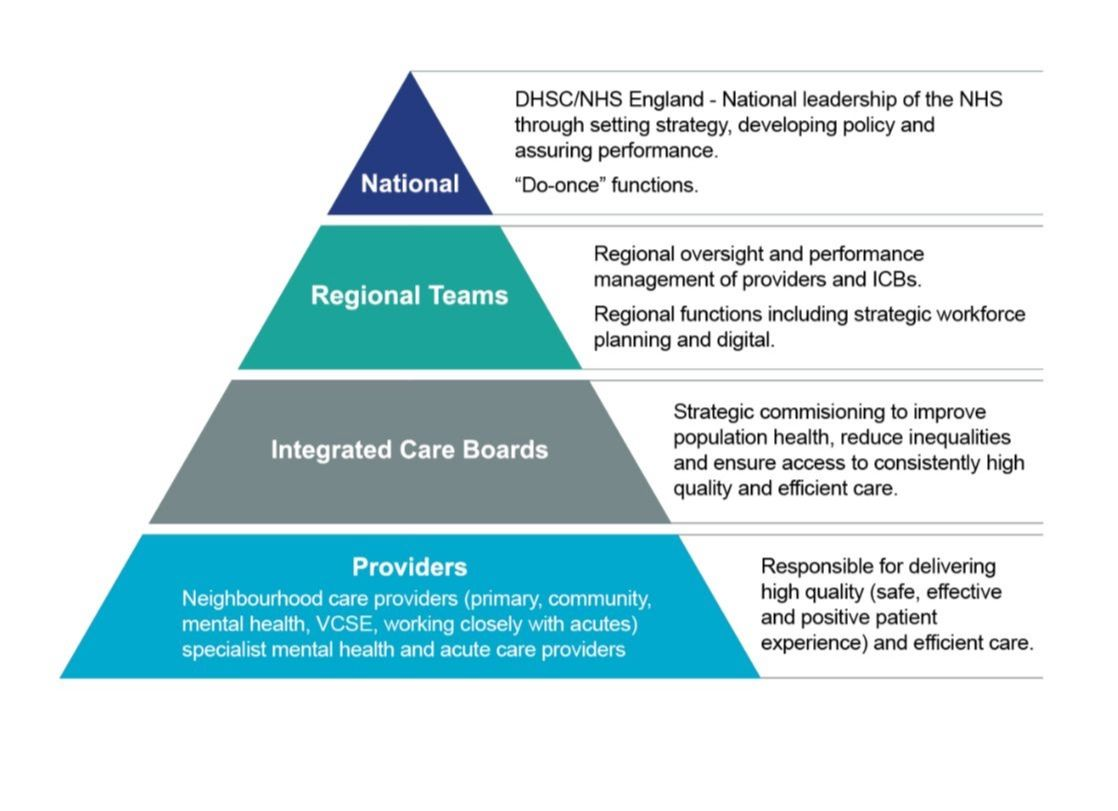 National
DHSC/NHS England - National leadership of the NHS
through setting strategy, developing policy and
assuring performance.
“Do-once” functions.
Regional Teams
Regional oversight and performance
management of providers and ICBs.
Regional functions including strategic workforce
planning and digital.
Integrated Care Boards
Strategic commisioning to improve
population health, reduce inequalities
and ensure access to consistently high
quality and efficient care.
Providers
Neighbourhood care providers (primary, community,
mental health, VCSE, working closely with acutes)
specialist mental health and acute care providers
Responsible for delivering
high quality (safe, effective
and positive patient
experience) and efficient care.